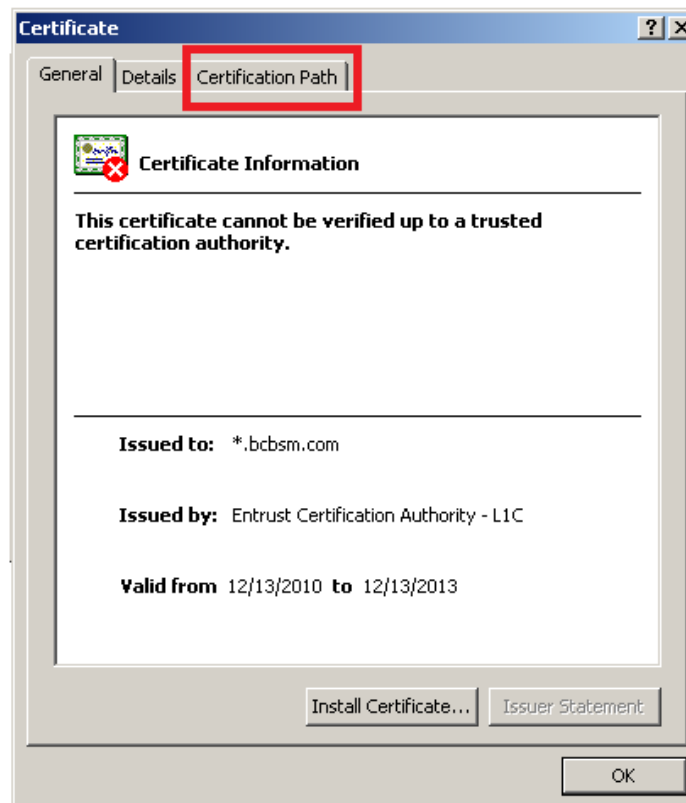 Certificate
General Details Certification Path
Certificate Information
This certificate cannot be verified up to a trusted
certification authority.
Issued to: *.bcbsm.com
Issued by: Entrust Certification Authority - L1C
Valid from 12/13/2010 to 12/13/2013
Install Certificate... Issuer Statement
OK